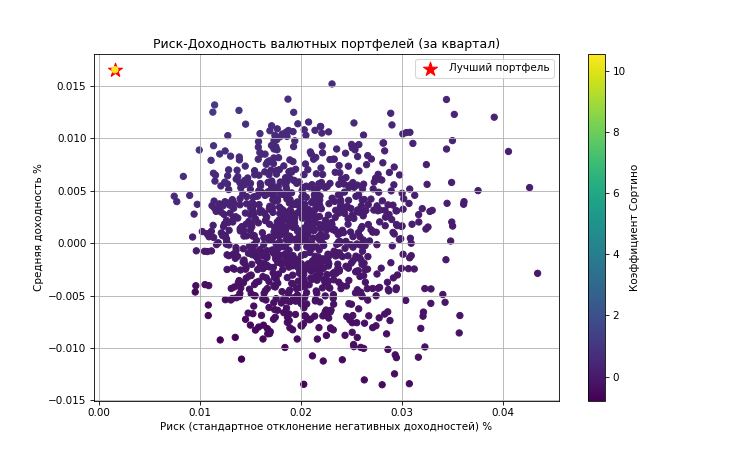 Риск-Доходность валютных портфелей (за квартал)
Лучший портфель
Средняя доходность %
0.015
0.010
0.005
0.000
−0.005
−0.010
−0.015
0.00 0.01 0.02 0.03 0.04
Риск (стандартное отклонение негативных доходностей) %
10
8
6
4
2
0
Коэффициент Сортино